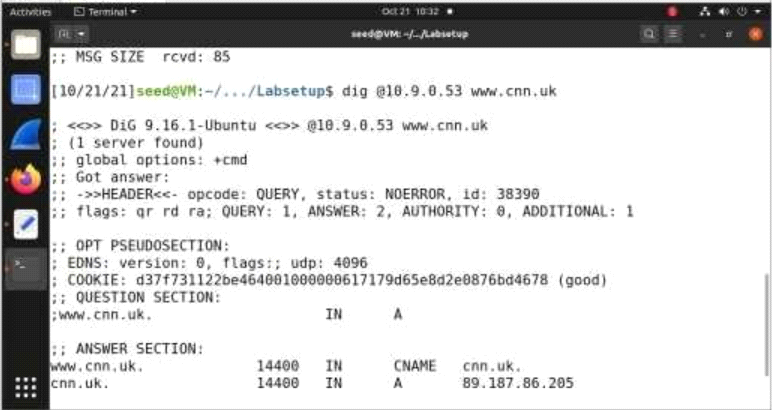 Activities
Terminal
Oct 21 10:32
seed@VM: ~/.../Labsetup
;; MSG SIZE  rcvd: 85
[10/21/21]seed@VM:~/.../Labsetup$ dig @10.9.0.53 www.cnn.uk
; <<>> DiG 9.16.1-Ubuntu <<>> @10.9.0.53 www.cnn.uk
; (1 server found)
;; global options: +cmd
;; Got answer:
;; ->>HEADER<<- opcode: QUERY, status: NOERROR, id: 38390
;; flags: qr rd ra; QUERY: 1, ANSWER: 2, AUTHORITY: 0, ADDITIONAL: 1
;; OPT PSEUDOSECTION:
; EDNS: version: 0, flags:; udp: 4096
; COOKIE: d37f731122be464001000000617179d65e8d2e0876bd4678 (good)
;; QUESTION SECTION:
;www.cnn.uk. IN A
;; ANSWER SECTION:
www.cnn.uk. 14400 IN CNAME cnn.uk.
cnn.uk. 14400 IN A 89.187.86.205